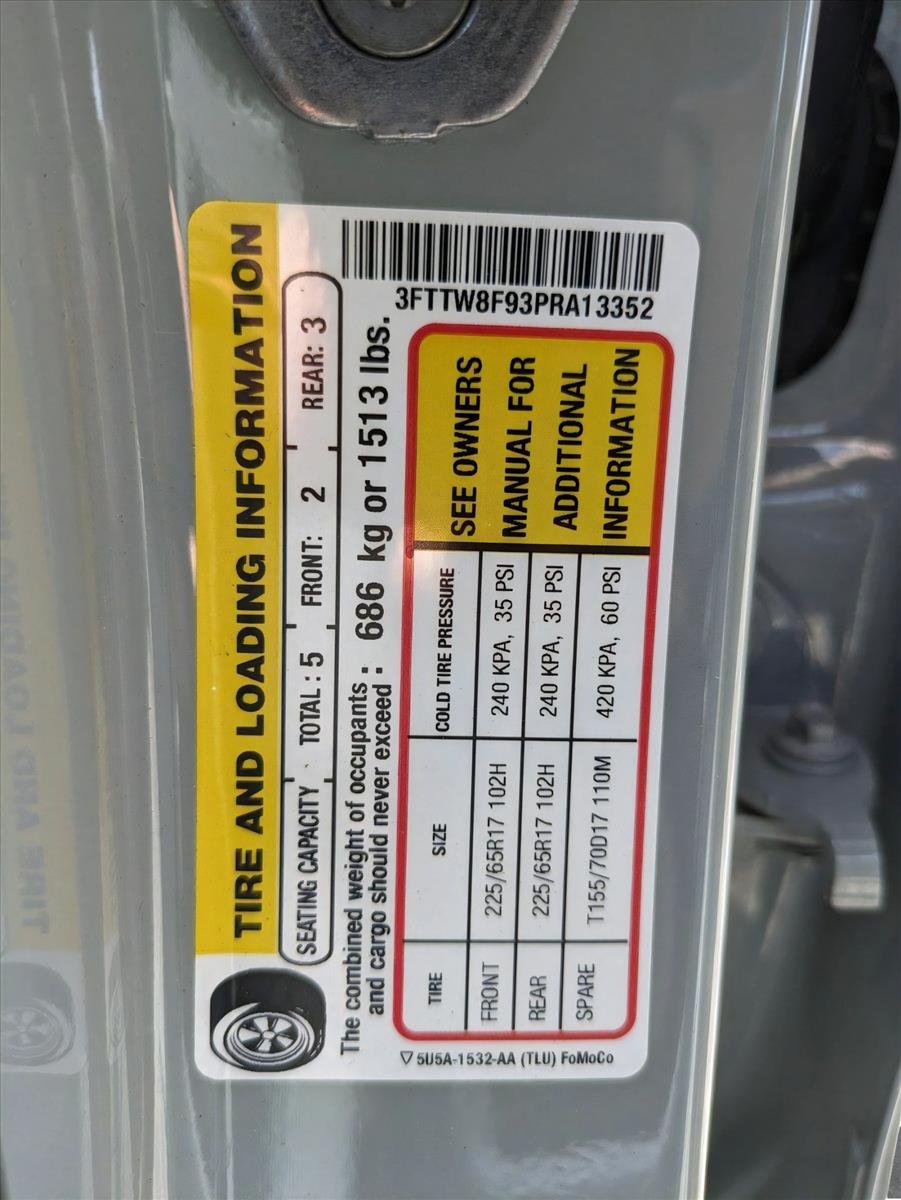 TIRE AND LOADING INFORMATION
SEATING CAPACITY TOTAL : 5 FRONT: 2 REAR: 3
The combined weight of occupants and cargo should never exceed : 686 kg or 1513 lbs.
3FTTW8F93PRA13352
TIRE SIZE COLD TIRE PRESSURE
FRONT 225/65R17 102H 240 KPA, 35 PSI
REAR 225/65R17 102H 240 KPA, 35 PSI
SPARE T155/70D17 110M 420 KPA, 60 PSI
SEE OWNERS
MANUAL FOR
ADDITIONAL
INFORMATION
▽ 5U5A-1532-AA (TLU) FoMoCo